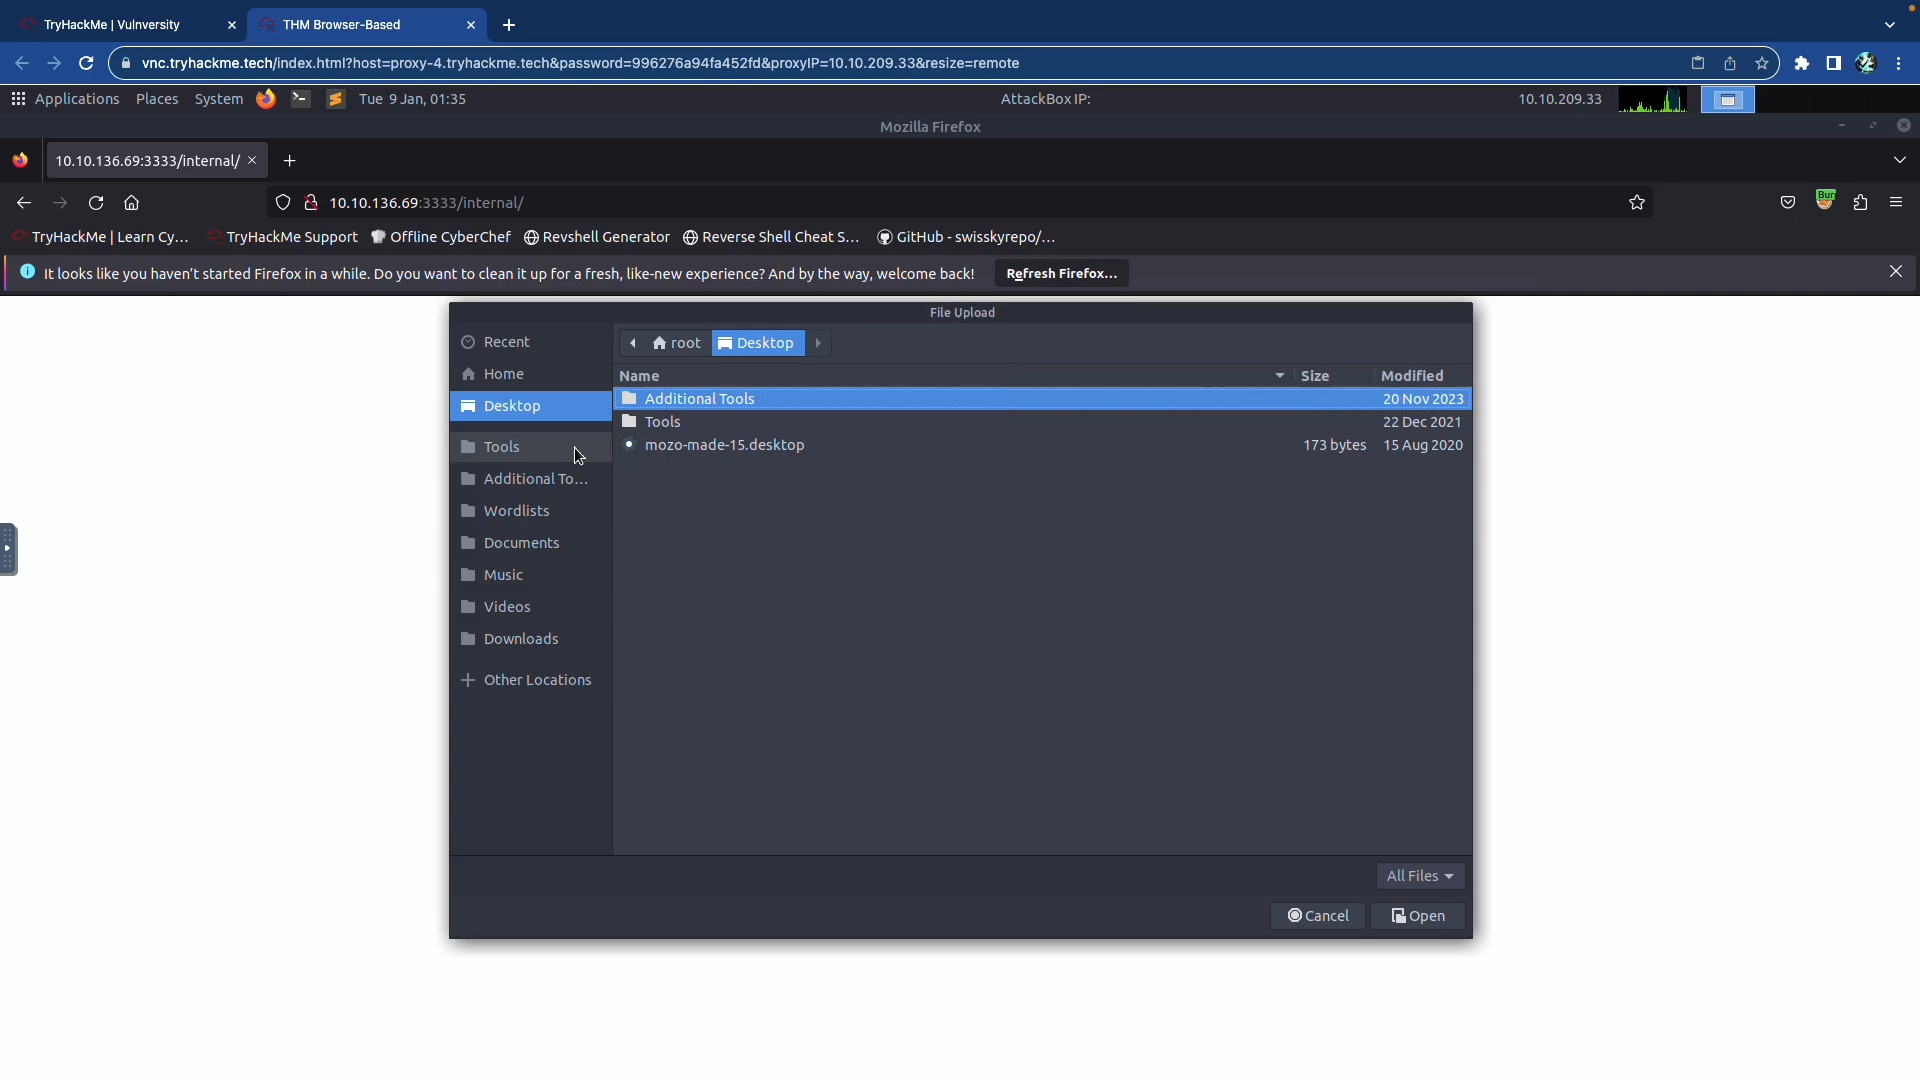 TryHackMe | Vulnversity
THM Browser-Based
vnc.tryhackme.tech/index.html?host=proxy-4.tryhackme.tech&password=996276a94fa452fd&proxyIP=10.10.209.33&resize=remote
Applications Places System Tue 9 Jan, 01:35 AttackBox IP: 10.10.209.33
Mozilla Firefox
10.10.136.69:3333/internal/
10.10.136.69:3333/internal/
Bur
TryHackMe | Learn Cy... TryHackMe Support Offline CyberChef Revshell Generator Reverse Shell Cheat S... GitHub - swisskyrepo/...
It looks like you haven't started Firefox in a while. Do you want to clean it up for a fresh, like-new experience? And by the way, welcome back! Refresh Firefox...
File Upload
Recent
Home
Desktop
Tools
Additional To...
Wordlists
Documents
Music
Videos
Downloads
Other Locations
root Desktop
Name Size Modified
Additional Tools 20 Nov 2023
Tools 22 Dec 2021
mozo-made-15.desktop 173 bytes 15 Aug 2020
All Files
Cancel Open